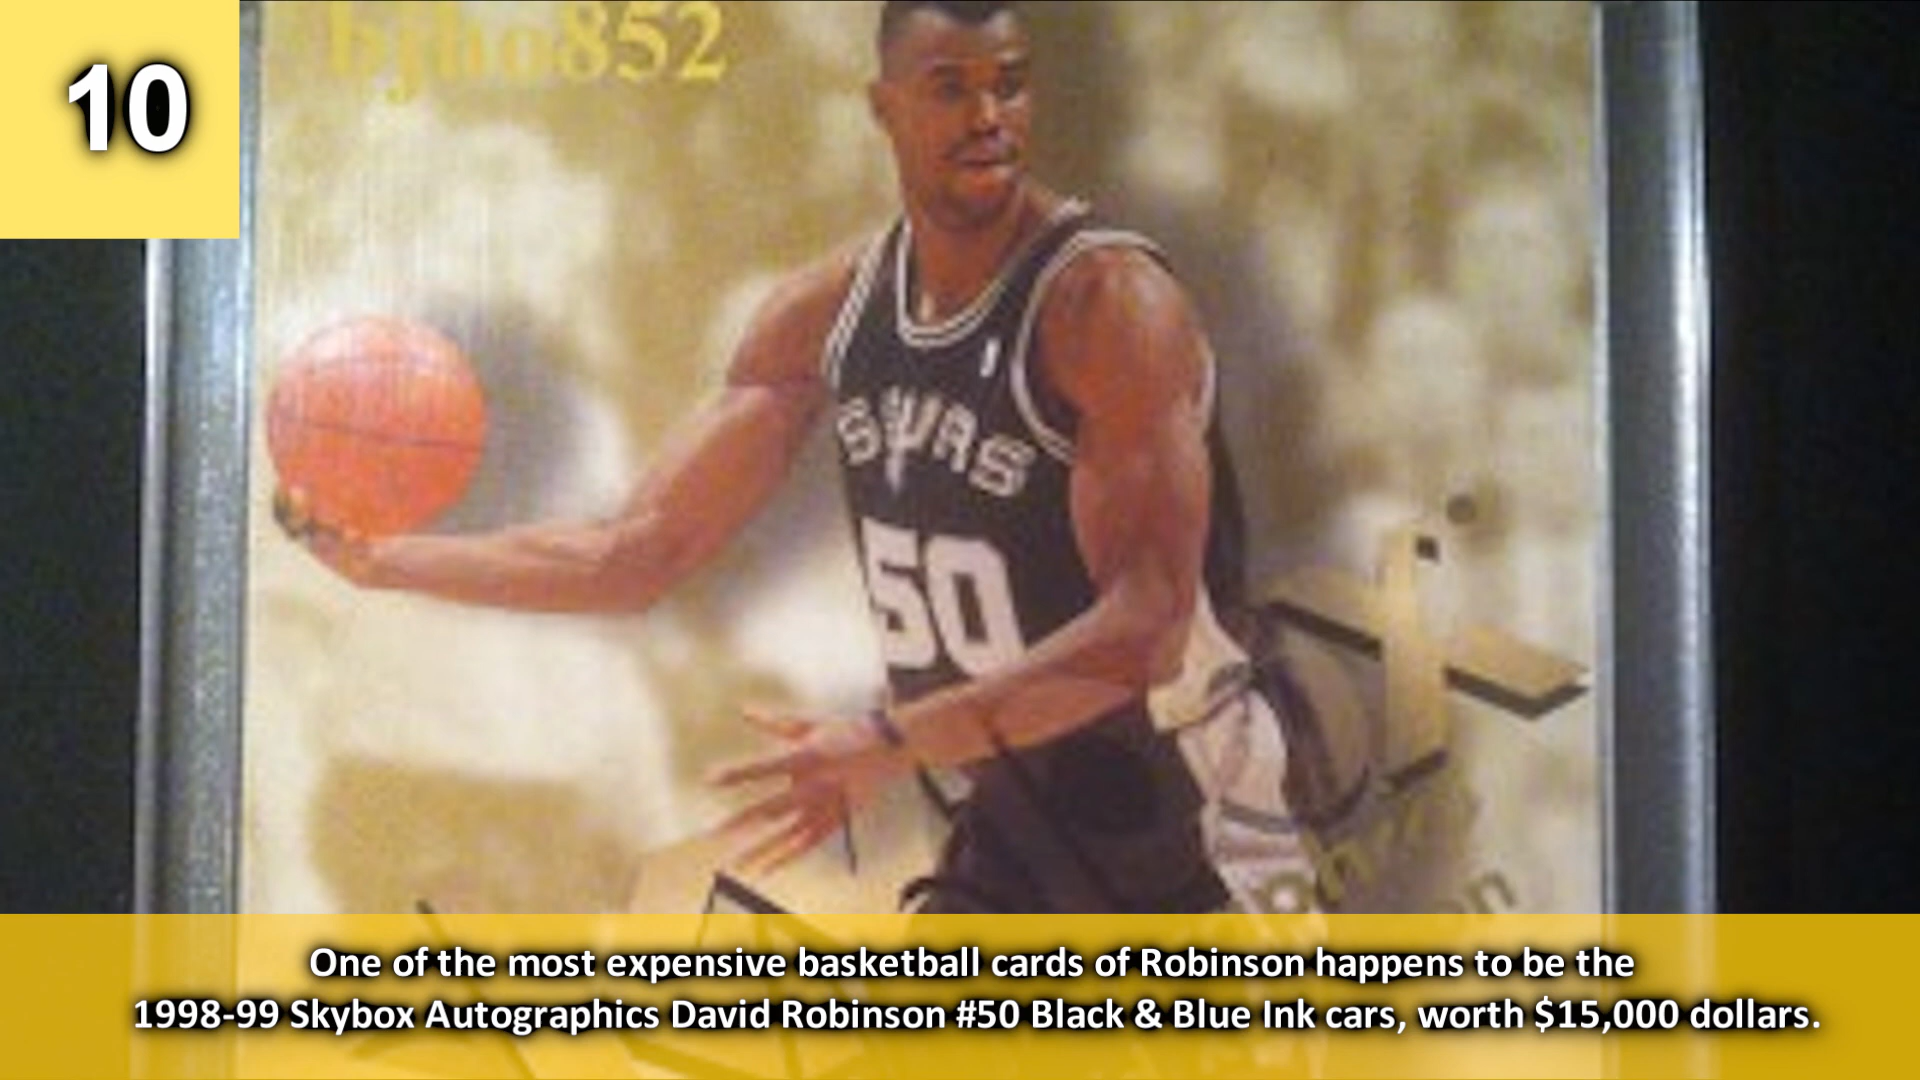 10
852
SPURS
50
One of the most expensive basketball cards of Robinson happens to be the
1998-99 Skybox Autographics David Robinson #50 Black & Blue Ink cars, worth $15,000 dollars.